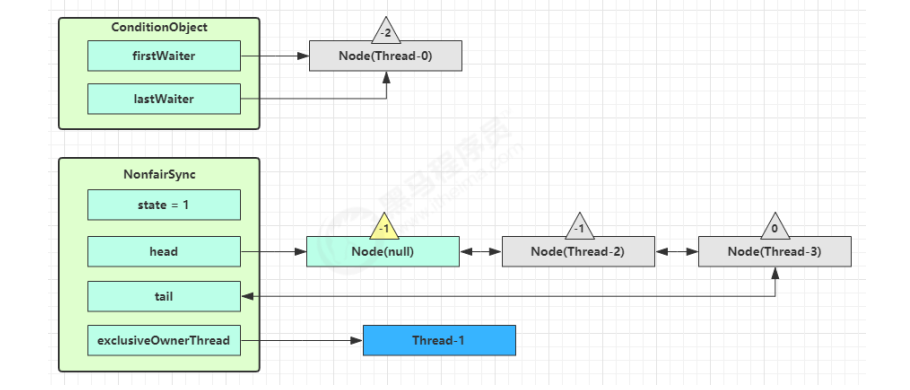 ConditionObject
-2
firstWaiter
Node(Thread-0)
lastWaiter
黑马程序员
www.itheima.com
NonfairSync
state = 1
-1
-1
0
head
Node(null)
Node(Thread-2)
Node(Thread-3)
tail
exclusiveOwnerThread
Thread-1